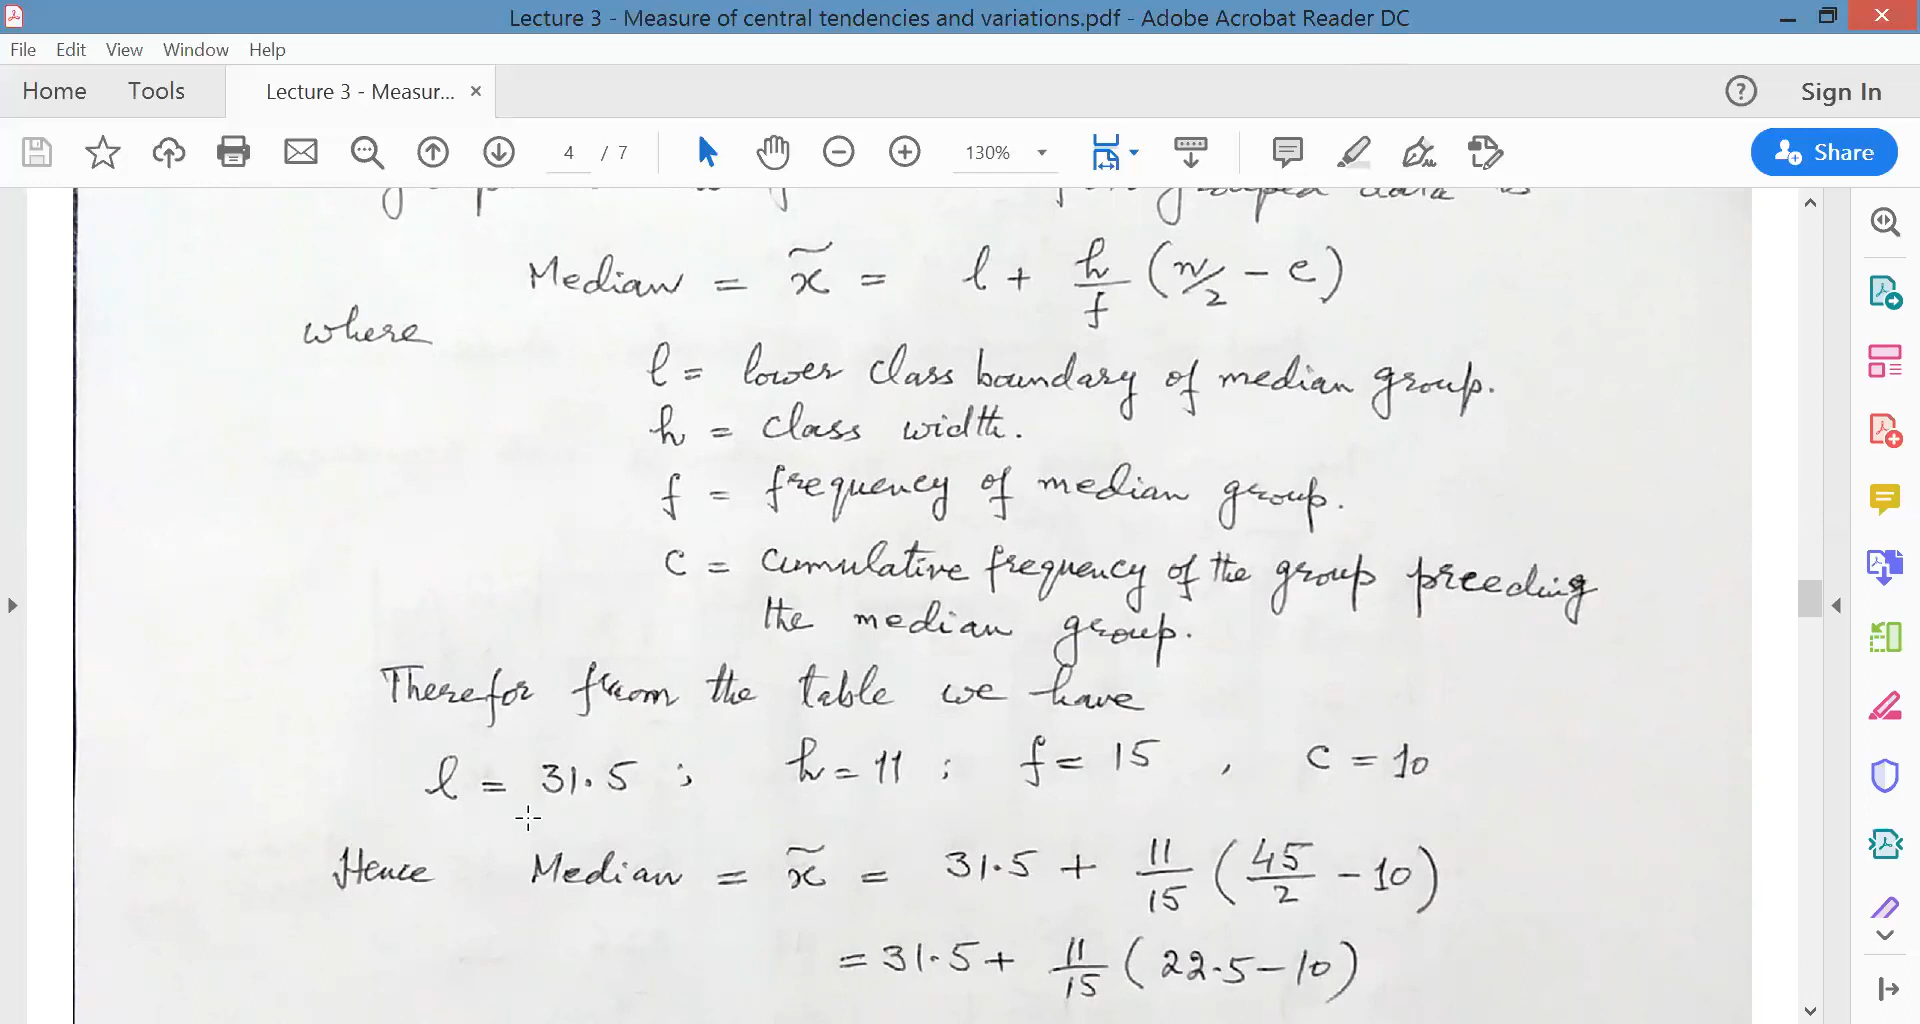 Lecture 3 - Measure of central tendencies and variations.pdf - Adobe Acrobat Reader DC
File Edit View Window Help
Home Tools Lecture 3 - Measur... × Sign In
4 / 7 130% Share
grouped data is
Median = x̃ = l + h/f (n/2 - c)
where
l = lower class boundary of median group.
h = class width.
f = frequency of median group.
C = Cumulative frequency of the group preeding
the median group.
Therefor from the table we have
l = 31.5 ; h = 11 ; f = 15 , C = 10
Hence Median = x̃ = 31.5 + 11/15 (45/2 - 10)
= 31.5 + 11/15 (22.5 - 10)